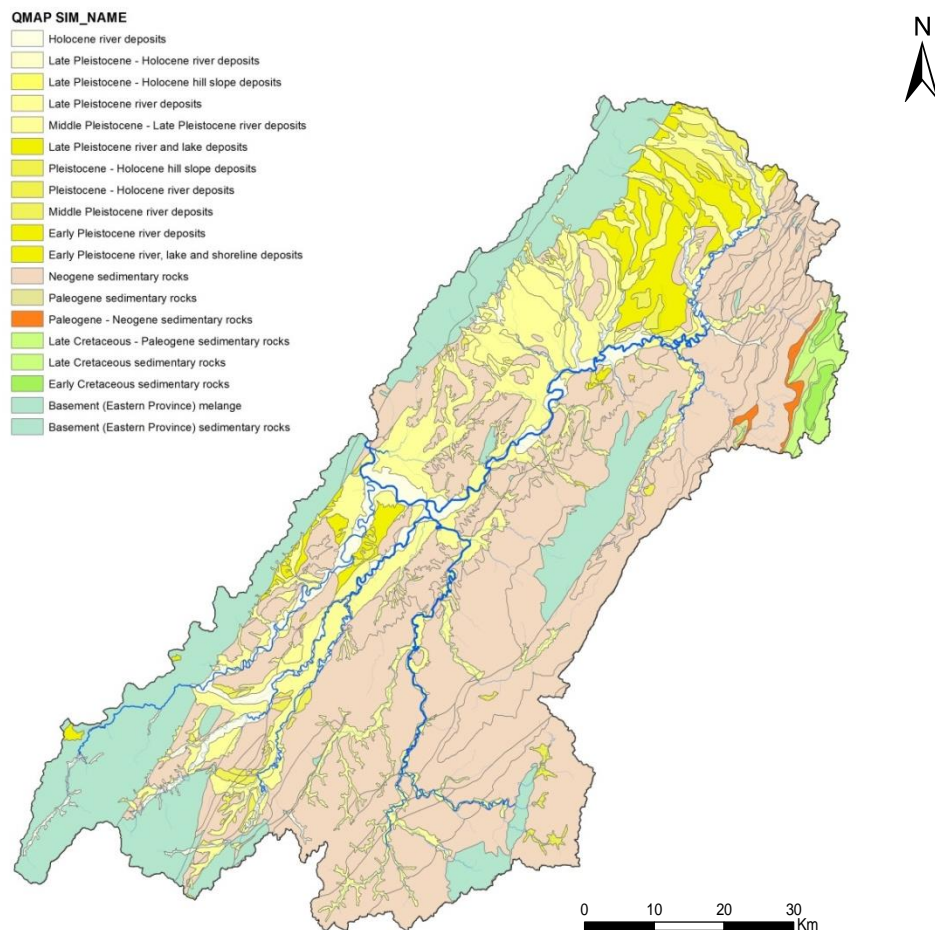 QMAP SIM_NAME
Holocene river deposits
Late Pleistocene - Holocene river deposits
Late Pleistocene - Holocene hill slope deposits
Late Pleistocene river deposits
Middle Pleistocene - Late Pleistocene river deposits
Late Pleistocene river and lake deposits
Pleistocene - Holocene hill slope deposits
Pleistocene - Holocene river deposits
Middle Pleistocene river deposits
Early Pleistocene river deposits
Early Pleistocene river, lake and shoreline deposits
Neogene sedimentary rocks
Paleogene sedimentary rocks
Paleogene - Neogene sedimentary rocks
Late Cretaceous - Paleogene sedimentary rocks
Late Cretaceous sedimentary rocks
Early Cretaceous sedimentary rocks
Basement (Eastern Province) melange
Basement (Eastern Province) sedimentary rocks
N
0 10 20 30
Km